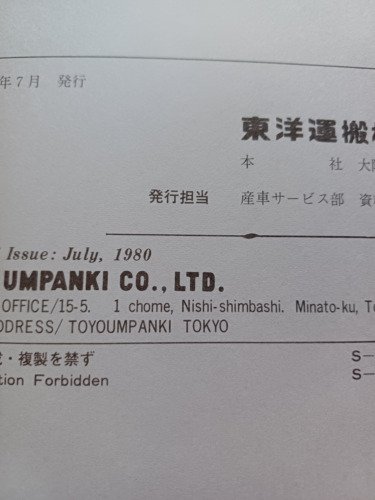 年7月 発行
東洋運搬
本 社 大
発行担当 産車サービス部 資
Issue: July, 1980
UMPANKI CO., LTD.
OFFICE/15-5. 1 chome, Nishi-shimbashi. Minato-ku, To
DDRESS/ TOYOUMPANKI TOKYO
・複製を禁ず S-
tion Forbidden S-